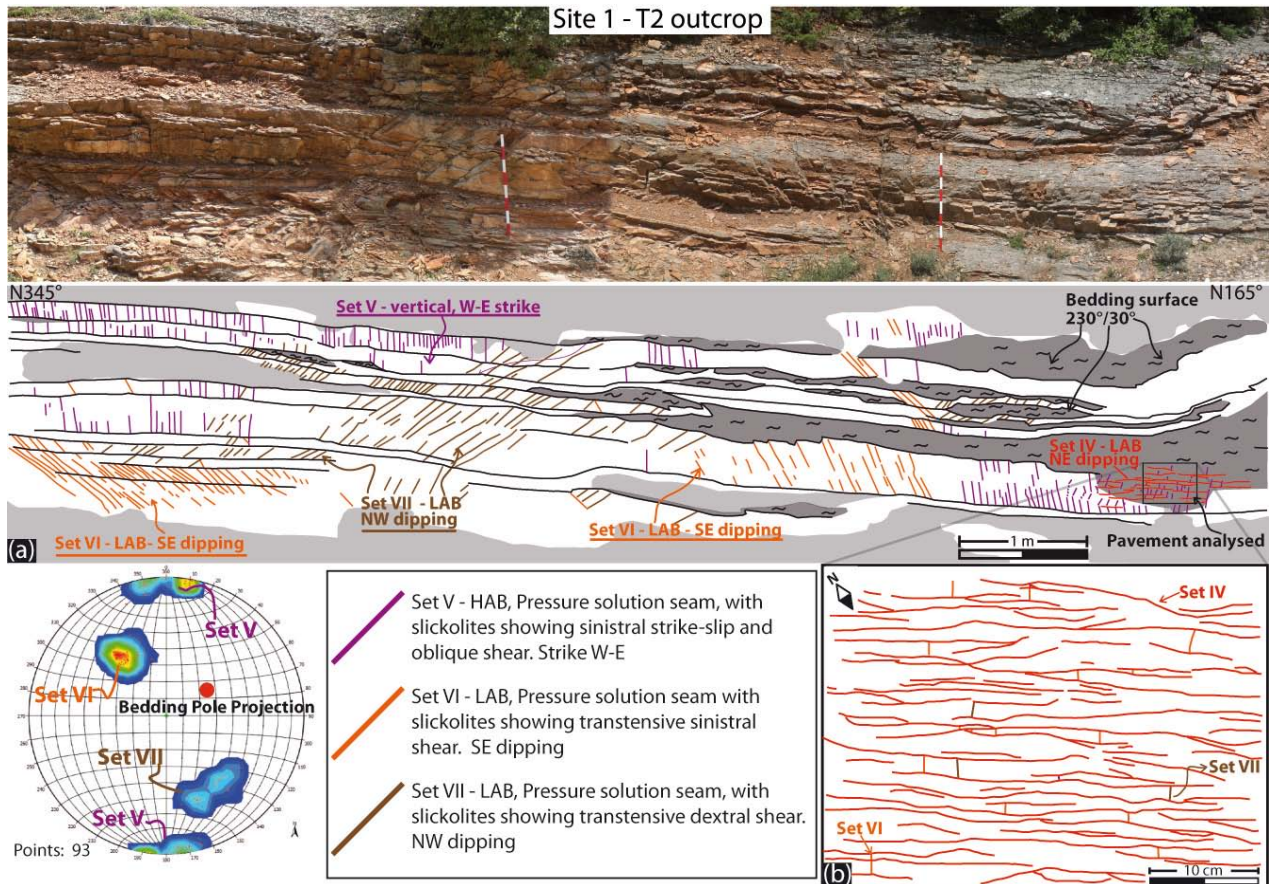 Site 1 - T2 outcrop
N345°
N165°
Set V - vertical, W-E strike
Bedding surface
230°/30°
Set IV - LAB
NE dipping
Set VII - LAB
NW dipping
Set VI - LAB - SE dipping
Set VI - LAB- SE dipping
1 m
Pavement analysed
(a)
Set V
Set VI
Bedding Pole Projection
Set VII
Set V
Points: 93
Set V - HAB, Pressure solution seam, with
slickolites showing sinistral strike-slip and
oblique shear. Strike W-E
Set VI - LAB, Pressure solution seam with
slickolites showing transtensive sinistral
shear. SE dipping
Set VII - LAB, Pressure solution seam, with
slickolites showing transtensive dextral shear.
NW dipping
N
Set IV
Set VII
Set VI
(b)
10 cm